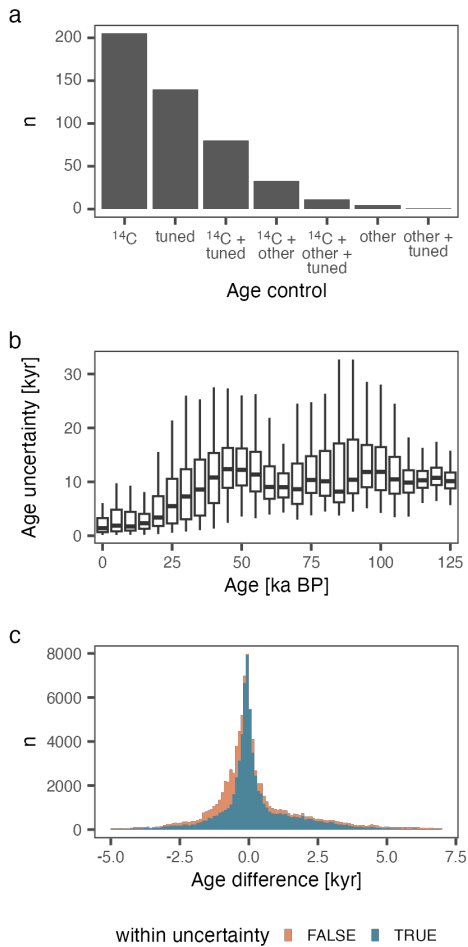 a
200
150
100
50
0
n
¹⁴C
tuned
¹⁴C +
tuned
¹⁴C +
other
¹⁴C +
other +
tuned
other
other +
tuned
Age control
b
Age uncertainty [kyr]
30
20
10
0
0
25
50
75
100
125
Age [ka BP]
c
n
8000
6000
4000
2000
0
-5.0
-2.5
0.0
2.5
5.0
7.5
Age difference [kyr]
within uncertainty FALSE TRUE